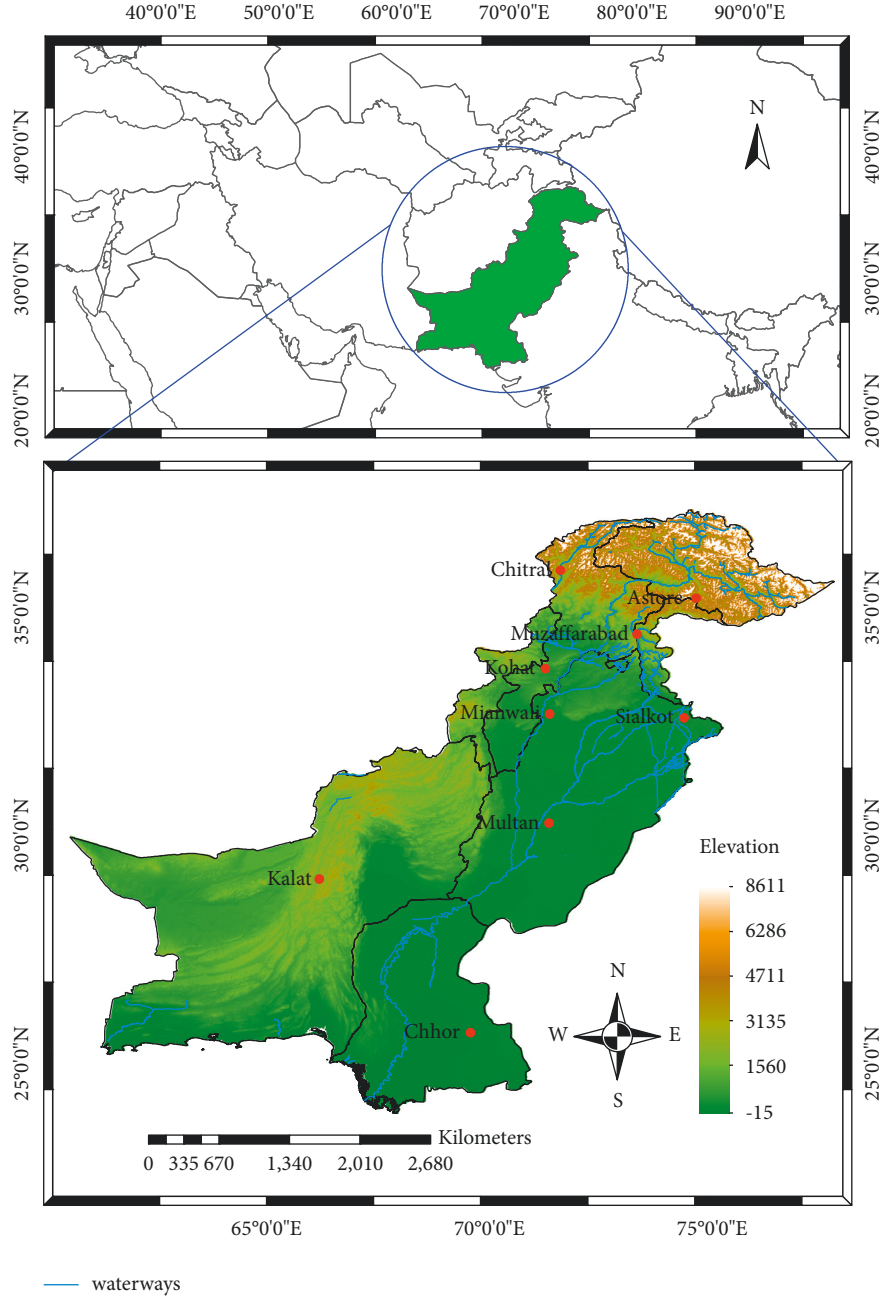 40°0'0"E 50°0'0"E 60°0'0"E 70°0'0"E 80°0'0"E 90°0'0"E
40°0'0"N
30°0'0"N
20°0'0"N
40°0'0"N
30°0'0"N
20°0'0"N
N
35°0'0"N
30°0'0"N
25°0'0"N
35°0'0"N
30°0'0"N
25°0'0"N
Chitral
Astore
Muzaffarabad
Kohat
Mianwali
Sialkot
Multan
Kalat
Chhor
Elevation
8611
6286
4711
3135
1560
-15
N
W
E
S
Kilometers
0 335 670 1,340 2,010 2,680
65°0'0"E 70°0'0"E 75°0'0"E
waterways